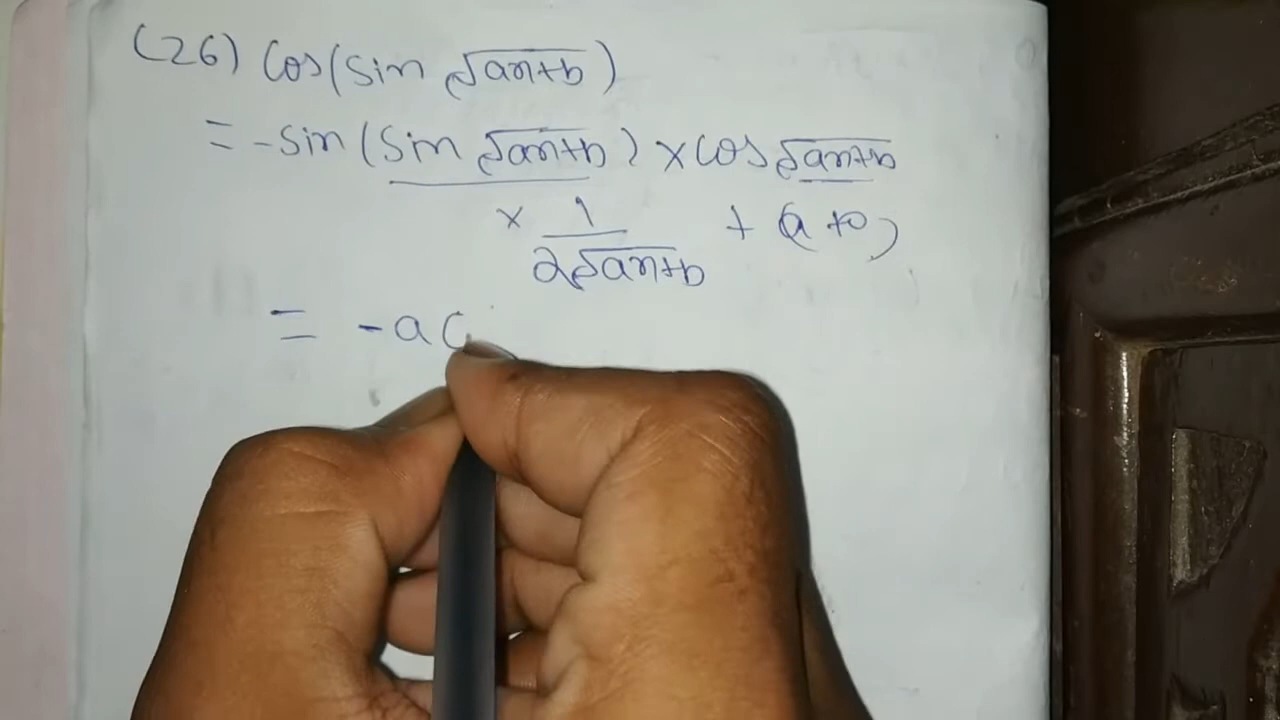 (26) Cos(Sin √ax+b)
= -Sin (Sin √ax+b) × Cos √ax+b
× 1/2√ax+b + (a +0)
= -a C